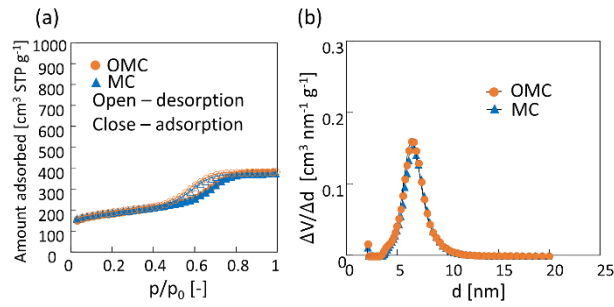 (a)
Amount adsorbed [cm³ STP g⁻¹]
1000
900
800
700
600
500
400
300
200
100
0
OMC
MC
Open – desorption
Close – adsorption
0
0.2
0.4
0.6
0.8
1
p/p₀ [-]
(b)
ΔV/Δd [cm³ nm⁻¹ g⁻¹]
0.3
0.2
0.1
0
OMC
MC
0
5
10
15
20
25
d [nm]